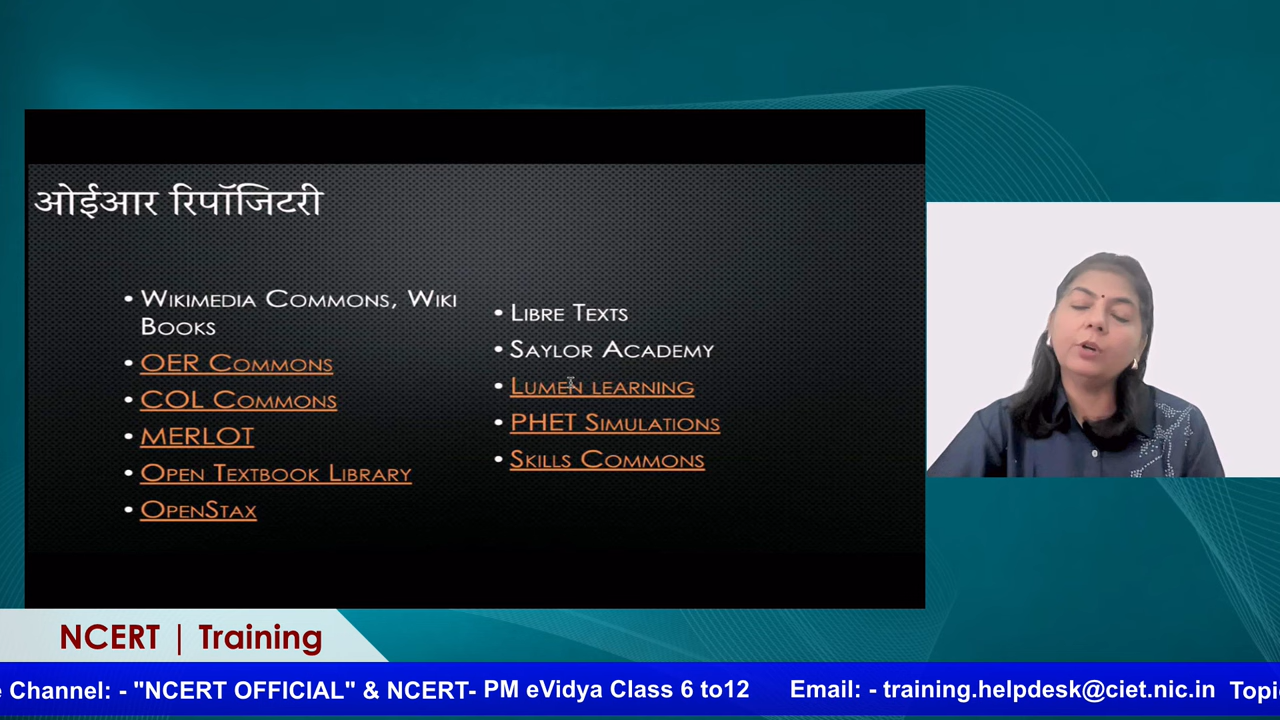 ओईआर रिपॉजिटरी
• Wikimedia Commons, Wiki
Books
• OER Commons
• COL Commons
• MERLOT
• Open Textbook Library
• OpenStax
• Libre Texts
• Saylor Academy
• Lumen learning
• PHET Simulations
• Skills Commons
NCERT | Training
e Channel: - "NCERT OFFICIAL" & NCERT- PM eVidya Class 6 to12 Email: - training.helpdesk@ciet.nic.in Topi